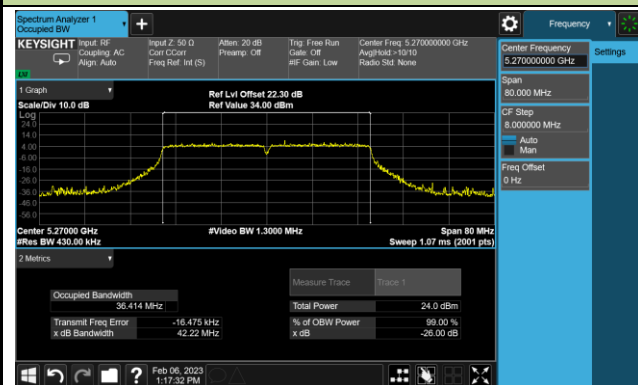 Spectrum Analyzer 1
Occupied BW
Frequency
KEYSIGHT
Input: RF
Coupling: AC
Align: Auto
Input Z: 50 Ω
Corr CCorr
Freq Ref: Int (S)
Atten: 20 dB
Preamp: Off
Trig: Free Run
Gate: Off
#IF Gain: Low
Center Freq: 5.270000000 GHz
Avg|Hold:>10/10
Radio Std: None
Center Frequency
5.270000000 GHz
Settings
Span
80.000 MHz
CF Step
8.000000 MHz
Auto
Man
Freq Offset
0 Hz
1 Graph
Scale/Div 10.0 dB
Ref Lvl Offset 22.30 dB
Ref Value 34.00 dBm
Log
24.0
14.0
4.00
-6.00
-16.0
-26.0
-36.0
-46.0
-56.0
Center 5.27000 GHz
#Res BW 430.00 kHz
#Video BW 1.3000 MHz
Span 80 MHz
Sweep 1.07 ms (2001 pts)
2 Metrics
Measure Trace
Trace 1
Occupied Bandwidth
36.414 MHz
Total Power
24.0 dBm
Transmit Freq Error
-16.475 kHz
% of OBW Power
99.00 %
x dB Bandwidth
42.22 MHz
x dB
-26.00 dB
Feb 06, 2023
1:17:32 PM